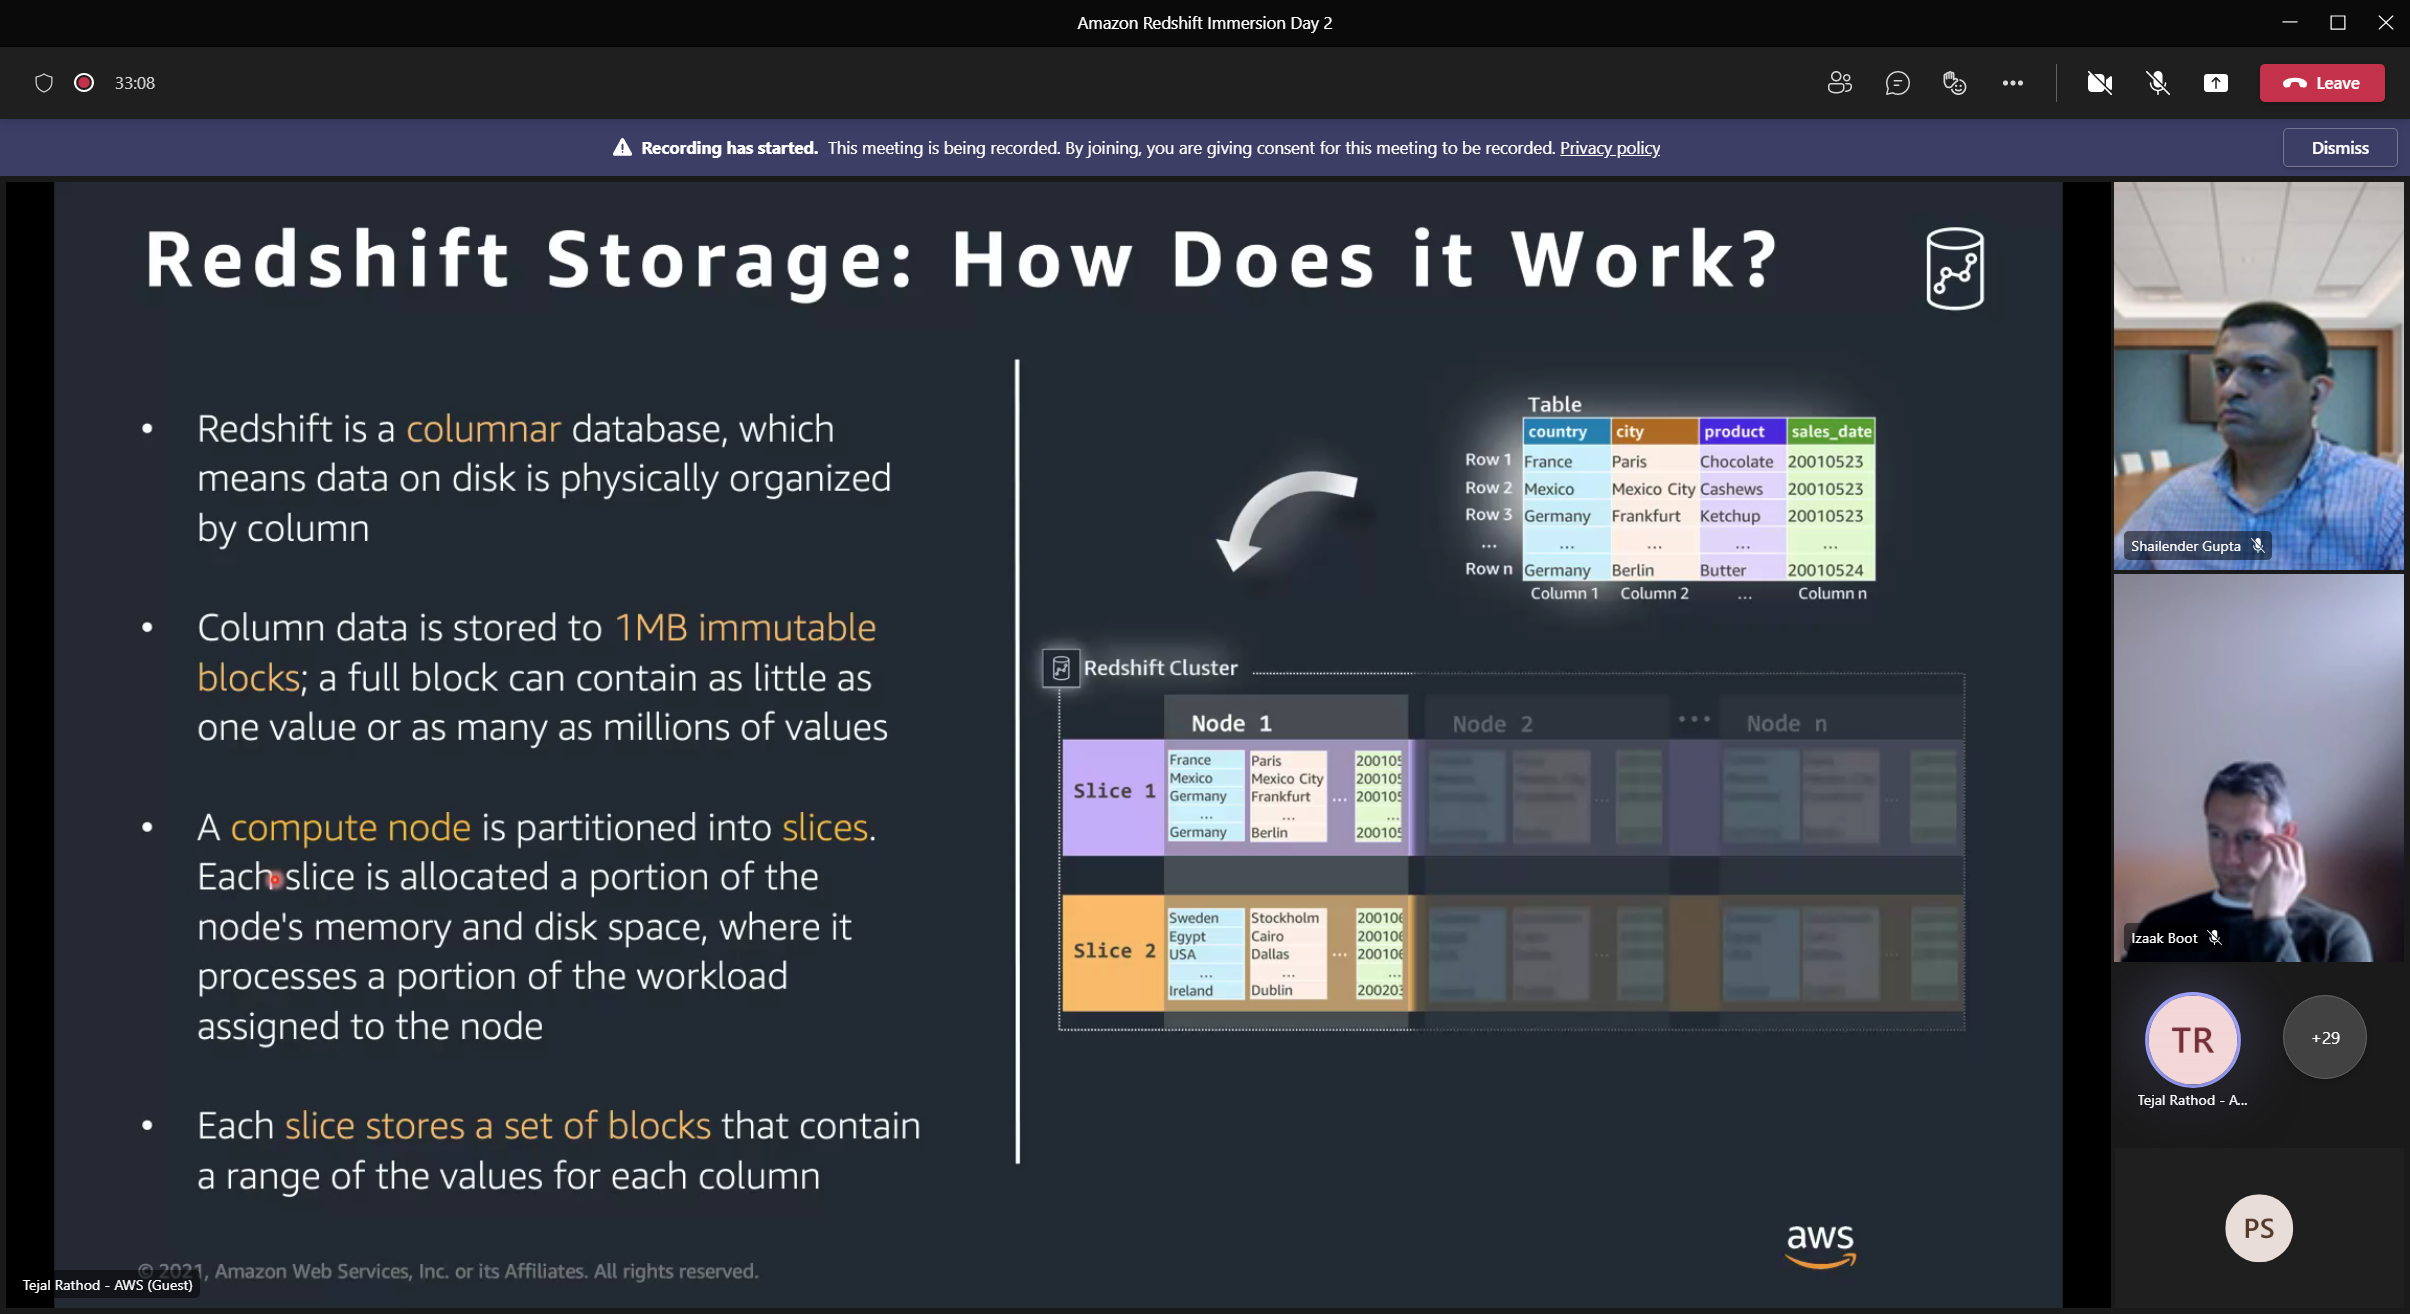 Amazon Redshift Immersion Day 2
33:08
Leave
Recording has started. This meeting is being recorded. By joining, you are giving consent for this meeting to be recorded. Privacy policy
Dismiss
Redshift Storage: How Does it Work?
• Redshift is a columnar database, which
means data on disk is physically organized
by column
• Column data is stored to 1MB immutable
blocks; a full block can contain as little as
one value or as many as millions of values
• A compute node is partitioned into slices.
Each slice is allocated a portion of the
node's memory and disk space, where it
processes a portion of the workload
assigned to the node
• Each slice stores a set of blocks that contain
a range of the values for each column
Table
country city product sales_date
Row 1 France Paris Chocolate 20010523
Row 2 Mexico Mexico City Cashews 20010523
Row 3 Germany Frankfurt Ketchup 20010523
... ... ... ... ...
Row n Germany Berlin Butter 20010524
Column 1 Column 2 ... Column n
Redshift Cluster
Node 1 Node 2 ... Node n
Slice 1
France Paris 200105
Mexico Mexico City 200105
Germany Frankfurt ... 200105
... ... ...
Germany Berlin 200105
Slice 2
Sweden Stockholm 200106
Egypt Cairo 200106
USA Dallas ... 200106
... ... ...
Ireland Dublin 200203
aws
© 2021, Amazon Web Services, Inc. or its Affiliates. All rights reserved.
Tejal Rathod - AWS (Guest)
Shailender Gupta
Izaak Boot
TR
+29
Tejal Rathod - A...
PS